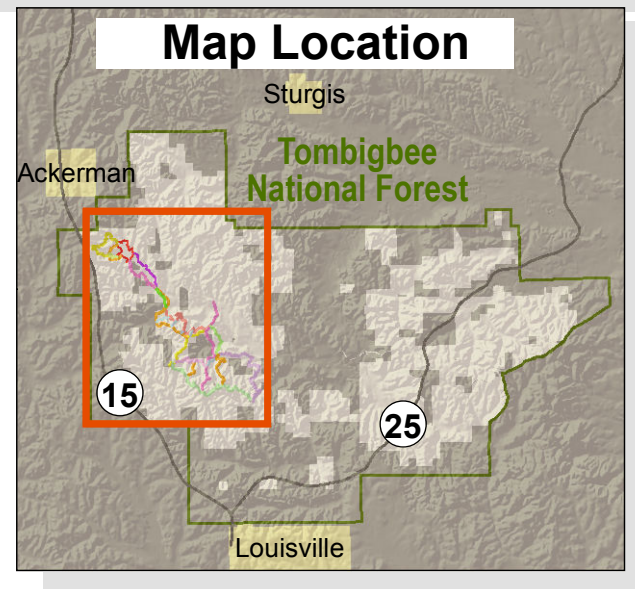 Map Location
Sturgis
Tombigbee
National Forest
Ackerman
15
25
Louisville